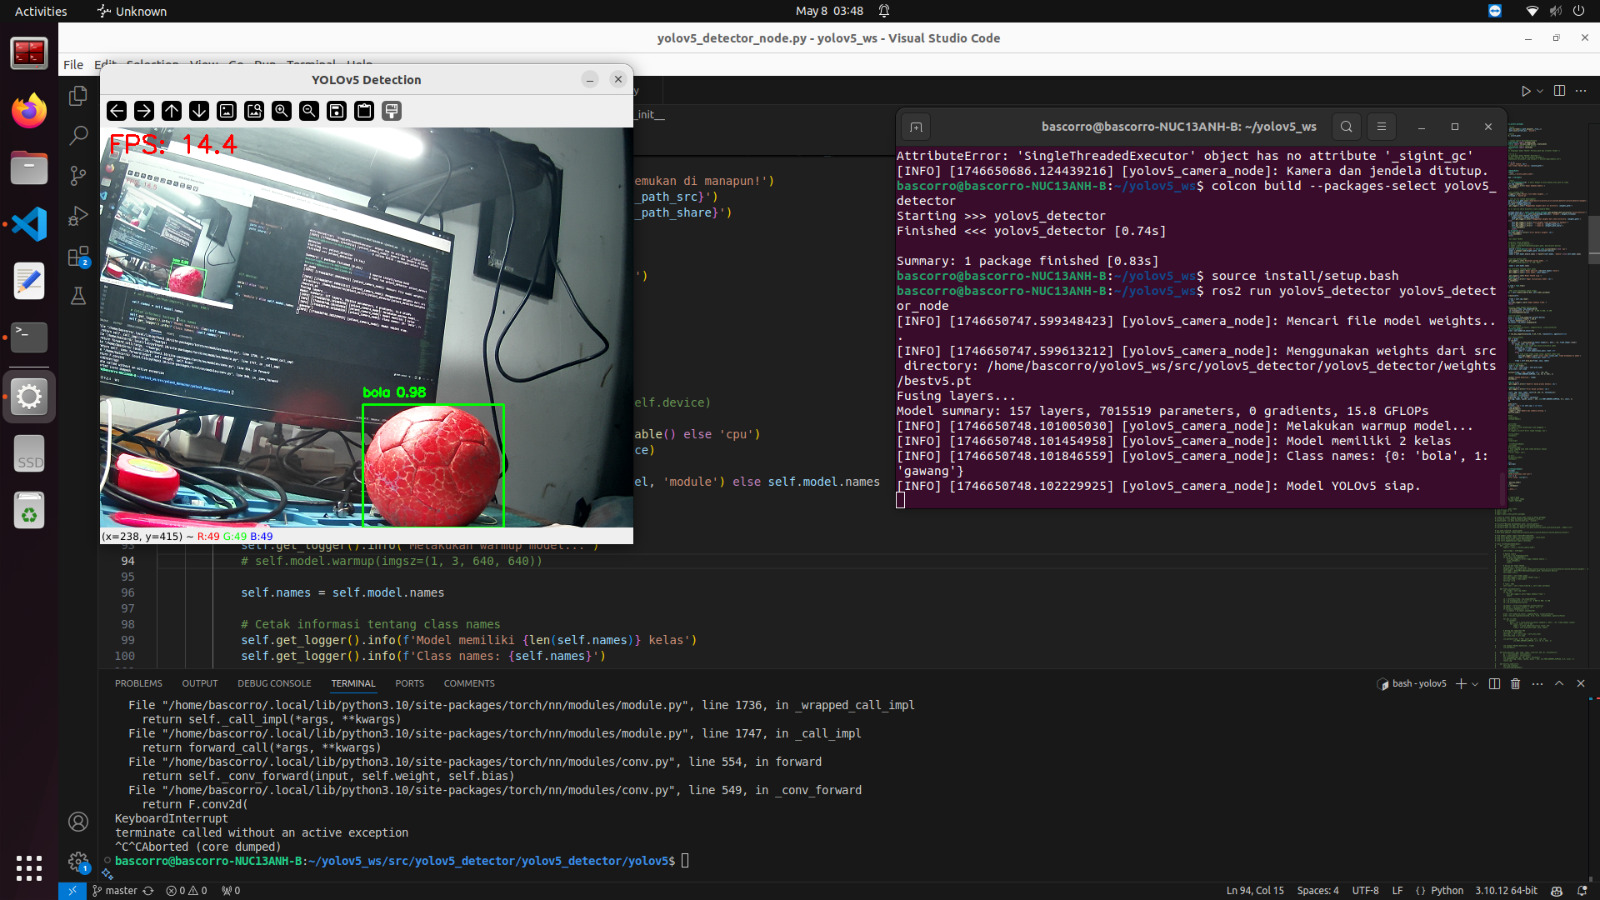 Activities
Unknown
May 8 03:48
yolov5_detector_node.py - yolov5_ws - Visual Studio Code
File Edit Selection View Go Run Terminal Help
YOLOv5 Detection
FPS: 14.4
bola 0.98
(x=238, y=415) ~ R:49 G:49 B:49
_init__
emukan di manapun!')
_path_src}')
_path_share}')
')
elf.device)
able() else 'cpu')
ce)
el, 'module') else self.model.names
93
self.get_logger().info('Melakukan warmup model...')
94
# self.model.warmup(imgsz=(1, 3, 640, 640))
95
96
self.names = self.model.names
97
98
# Cetak informasi tentang class names
99
self.get_logger().info(f'Model memiliki {len(self.names)} kelas')
100
self.get_logger().info(f'Class names: {self.names}')
bascorro@bascorro-NUC13ANH-B: ~/yolov5_ws
AttributeError: 'SingleThreadedExecutor' object has no attribute '_sigint_gc'
[INFO] [1746650686.124439216] [yolov5_camera_node]: Kamera dan jendela ditutup.
bascorro@bascorro-NUC13ANH-B:~/yolov5_ws$ colcon build --packages-select yolov5_
detector
Starting >>> yolov5_detector
Finished <<< yolov5_detector [0.74s]
Summary: 1 package finished [0.83s]
bascorro@bascorro-NUC13ANH-B:~/yolov5_ws$ source install/setup.bash
bascorro@bascorro-NUC13ANH-B:~/yolov5_ws$ ros2 run yolov5_detector yolov5_detect
or_node
[INFO] [1746650747.599348423] [yolov5_camera_node]: Mencari file model weights..
.
[INFO] [1746650747.599613212] [yolov5_camera_node]: Menggunakan weights dari src
directory: /home/bascorro/yolov5_ws/src/yolov5_detector/yolov5_detector/weights
/bestv5.pt
Fusing layers...
Model summary: 157 layers, 7015519 parameters, 0 gradients, 15.8 GFLOPs
[INFO] [1746650748.101005030] [yolov5_camera_node]: Melakukan warmup model...
[INFO] [1746650748.101454958] [yolov5_camera_node]: Model memiliki 2 kelas
[INFO] [1746650748.101846559] [yolov5_camera_node]: Class names: {0: 'bola', 1:
'gawang'}
[INFO] [1746650748.102229925] [yolov5_camera_node]: Model YOLOv5 siap.
PROBLEMS OUTPUT DEBUG CONSOLE TERMINAL PORTS COMMENTS
bash - yolov5
File "/home/bascorro/.local/lib/python3.10/site-packages/torch/nn/modules/module.py", line 1736, in _wrapped_call_impl
return self._call_impl(*args, **kwargs)
File "/home/bascorro/.local/lib/python3.10/site-packages/torch/nn/modules/module.py", line 1747, in _call_impl
return forward_call(*args, **kwargs)
File "/home/bascorro/.local/lib/python3.10/site-packages/torch/nn/modules/conv.py", line 554, in forward
return self._conv_forward(input, self.weight, self.bias)
File "/home/bascorro/.local/lib/python3.10/site-packages/torch/nn/modules/conv.py", line 549, in _conv_forward
return F.conv2d(
KeyboardInterrupt
terminate called without an active exception
^C^CAborted (core dumped)
bascorro@bascorro-NUC13ANH-B:~/yolov5_ws/src/yolov5_detector/yolov5_detector/yolov5$
master
0 0
0
Ln 94, Col 15 Spaces: 4 UTF-8 LF {} Python 3.10.12 64-bit
SSD
2
1